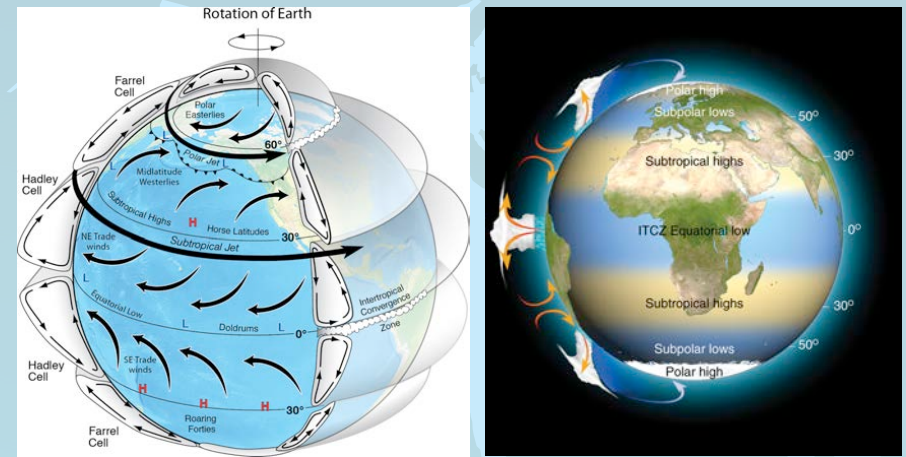 Rotation of Earth
Farrel
Cell
Polar
Easterlies
60°
L
Polar Jet
L
L
Midlatitude
Westerlies
Hadley
Cell
Subtropical Highs
H
Horse Latitudes
30°
Subtropical Jet
NE Trade
winds
L
Equatorial Low
L
Doldrums
L
0°
Intertropical
Convergence
Zone
SE Trade
winds
Hadley
Cell
H
H
H
30°
Roaring
Forties
Farrel
Cell
Polar high
Subpolar lows
50°
Subtropical highs
30°
ITCZ Equatorial low
0°
Subtropical highs
30°
Subpolar lows
50°
Polar high